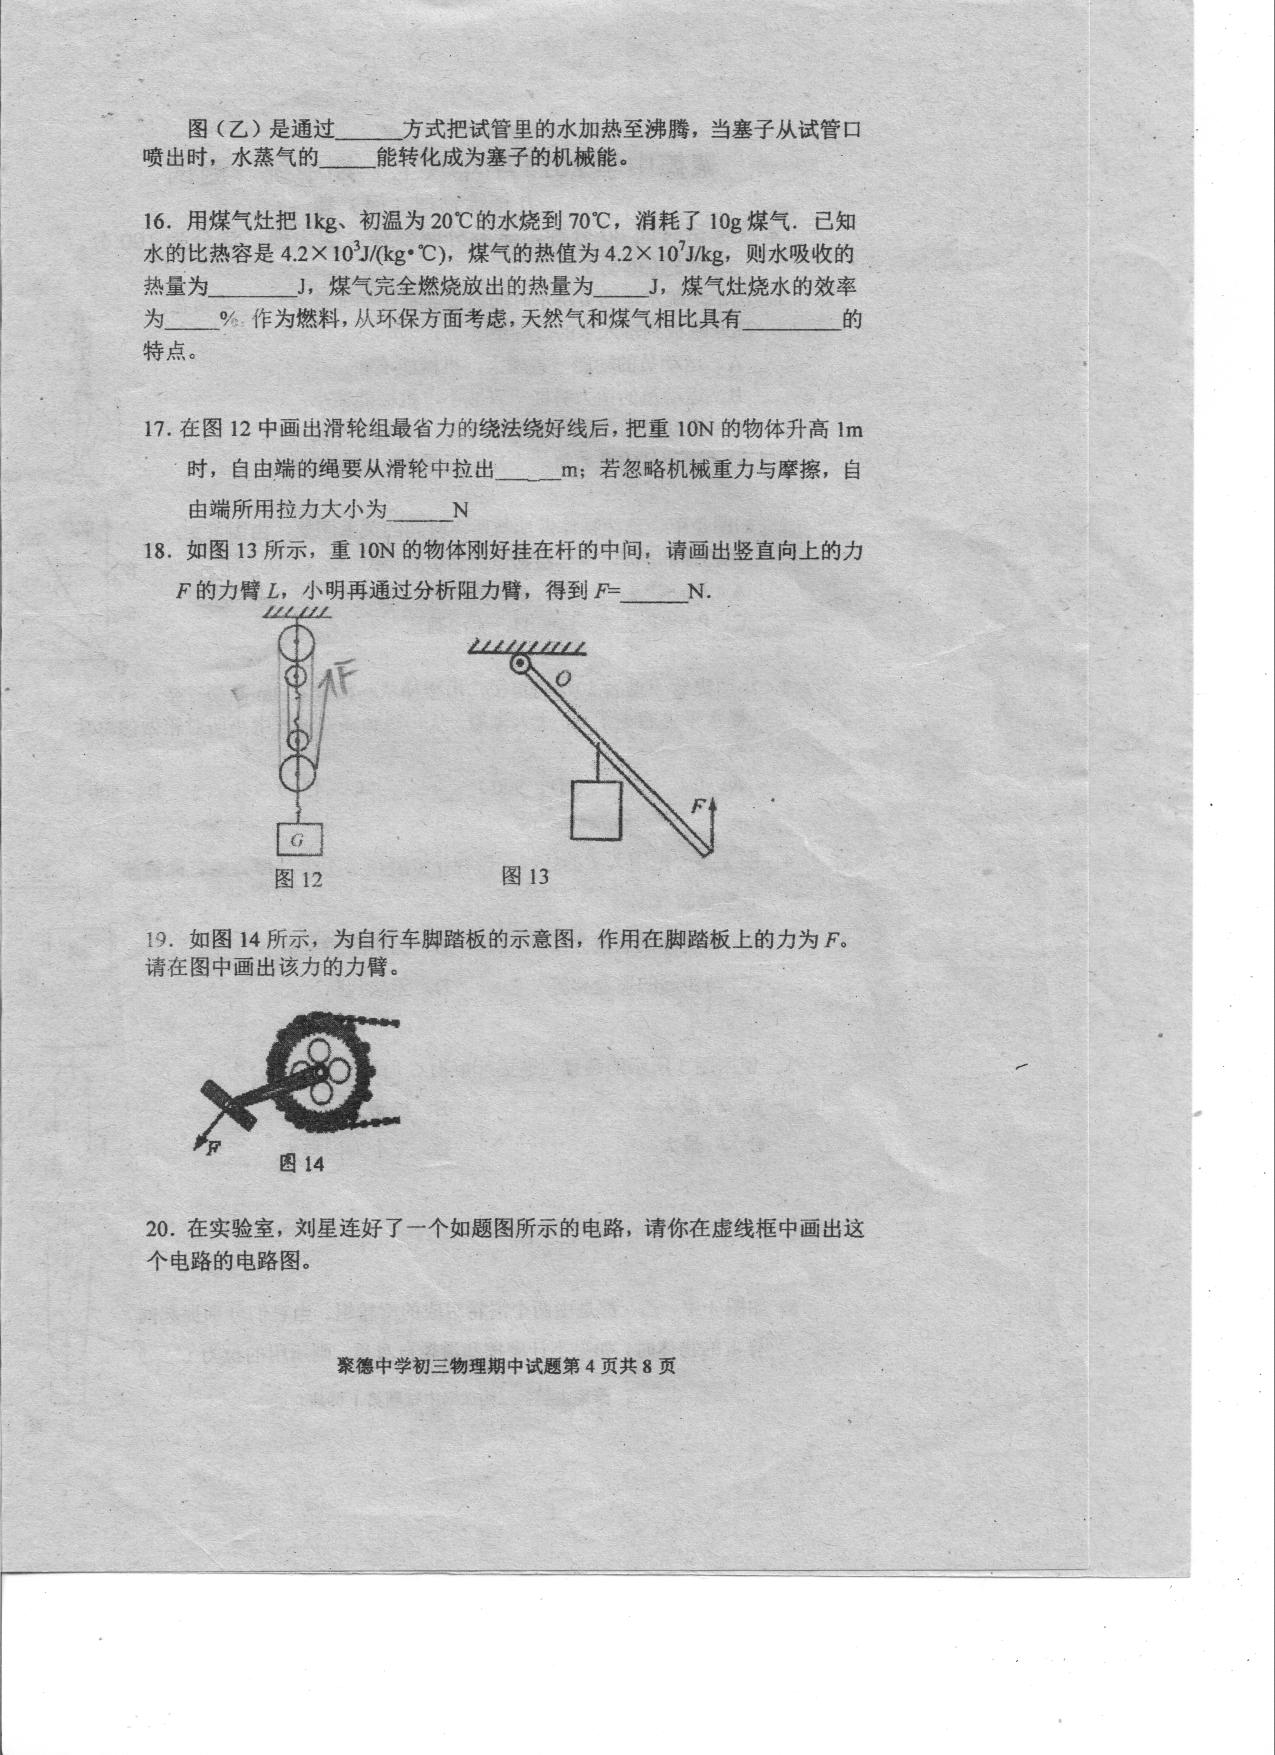 图（乙）是通过______方式把试管里的水加热至沸腾，当塞子从试管口
喷出时，水蒸气的_____能转化成为塞子的机械能。
16．用煤气灶把 1kg、初温为 20℃的水烧到 70℃，消耗了 10g 煤气．已知
水的比热容是 4.2×10³J/(kg•℃)，煤气的热值为 4.2×10⁷J/kg，则水吸收的
热量为________J，煤气完全燃烧放出的热量为_____J，煤气灶烧水的效率
为_____%. 作为燃料，从环保方面考虑，天然气和煤气相比具有_________的
特点。
17. 在图 12 中画出滑轮组最省力的绕法绕好线后，把重 10N 的物体升高 1m
时，自由端的绳要从滑轮中拉出______m；若忽略机械重力与摩擦，自
由端所用拉力大小为______N
18．如图 13 所示，重 10N 的物体刚好挂在杆的中间，请画出竖直向上的力
F 的力臂 L，小明再通过分析阻力臂，得到 F=______N.
F
O
F
G
图 12
图 13
19．如图 14 所示，为自行车脚踏板的示意图，作用在脚踏板上的力为 F。
请在图中画出该力的力臂。
F
图 14
20．在实验室，刘星连好了一个如题图所示的电路，请你在虚线框中画出这
个电路的电路图。
聚德中学初三物理期中试题第 4 页共 8 页